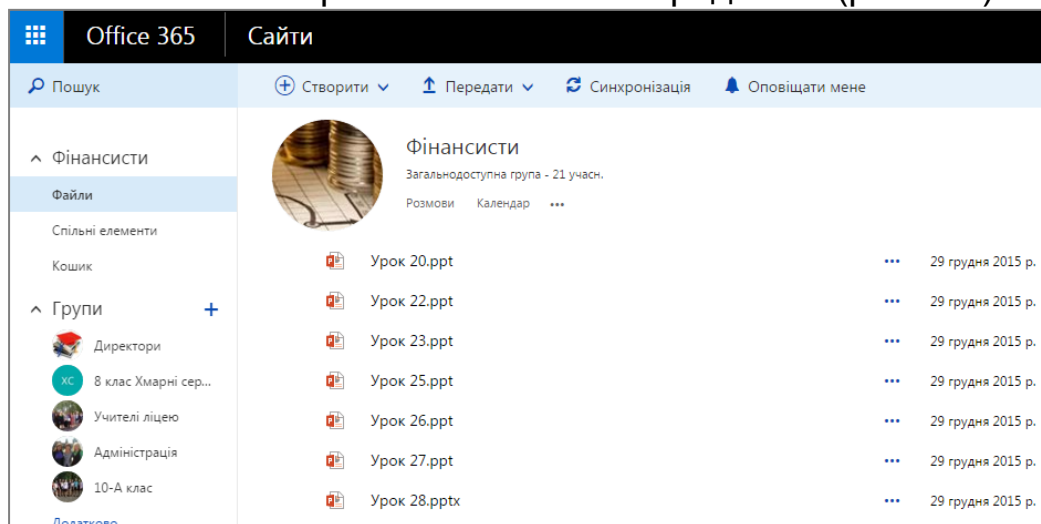 Office 365 Сайти
Пошук
Створити Передати Синхронізація Оповіщати мене
Фінансисти
Файли
Спільні елементи
Кошик
Групи +
Директори
ХС 8 клас Хмарні сер...
Учителі ліцею
Адміністрація
10-А клас
Додатково
Фінансисти
Загальнодоступна група - 21 учасн.
Розмови Календар •••
Урок 20.ppt ••• 29 грудня 2015 р.
Урок 22.ppt ••• 29 грудня 2015 р.
Урок 23.ppt ••• 29 грудня 2015 р.
Урок 25.ppt ••• 29 грудня 2015 р.
Урок 26.ppt ••• 29 грудня 2015 р.
Урок 27.ppt ••• 29 грудня 2015 р.
Урок 28.pptx ••• 29 грудня 2015 р.